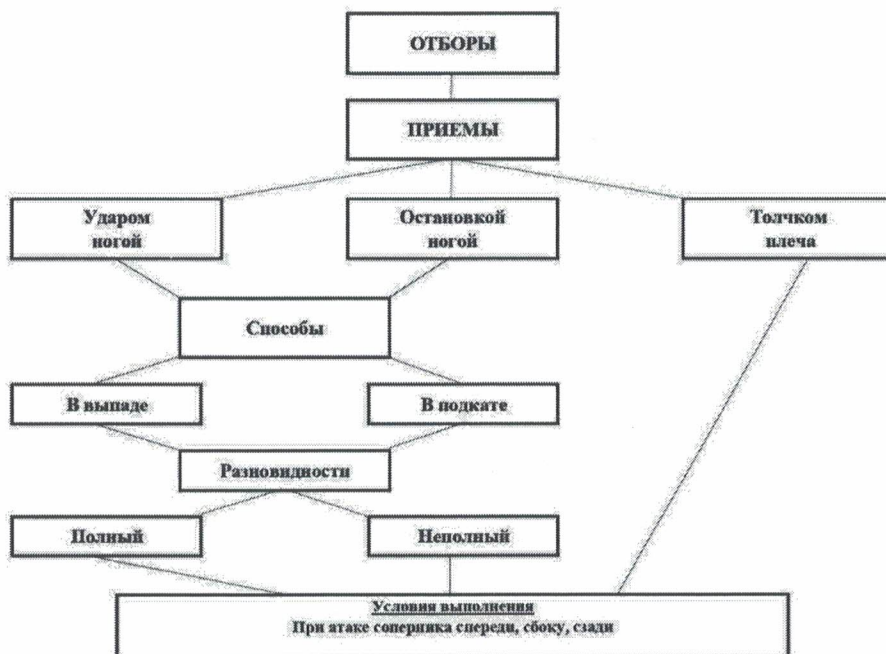 ОТБОРЫ
ПРИЕМЫ
Ударом
ногой
Остановкой
ногой
Толчком
плеча
Способы
В выпаде
В подкате
Разновидности
Полный
Неполный
Условия выполнения
При атаке соперника спереди, сбоку, сзади